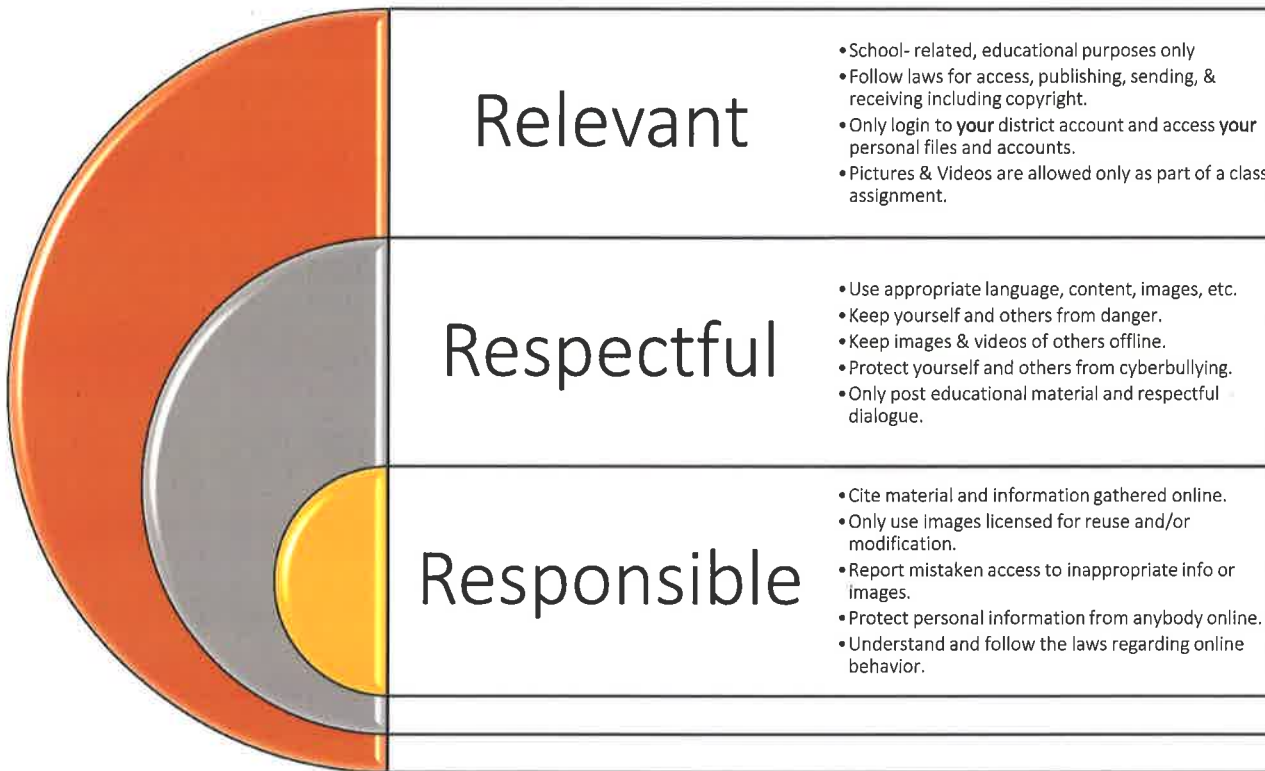 Relevant
• School- related, educational purposes only
• Follow laws for access, publishing, sending, &
receiving including copyright.
• Only login to your district account and access your
personal files and accounts.
• Pictures & Videos are allowed only as part of a class
assignment.
Respectful
• Use appropriate language, content, images, etc.
• Keep yourself and others from danger.
• Keep images & videos of others offline.
• Protect yourself and others from cyberbullying.
• Only post educational material and respectful
dialogue.
Responsible
• Cite material and information gathered online.
• Only use images licensed for reuse and/or
modification.
• Report mistaken access to inappropriate info or
images.
• Protect personal information from anybody online.
• Understand and follow the laws regarding online
behavior.